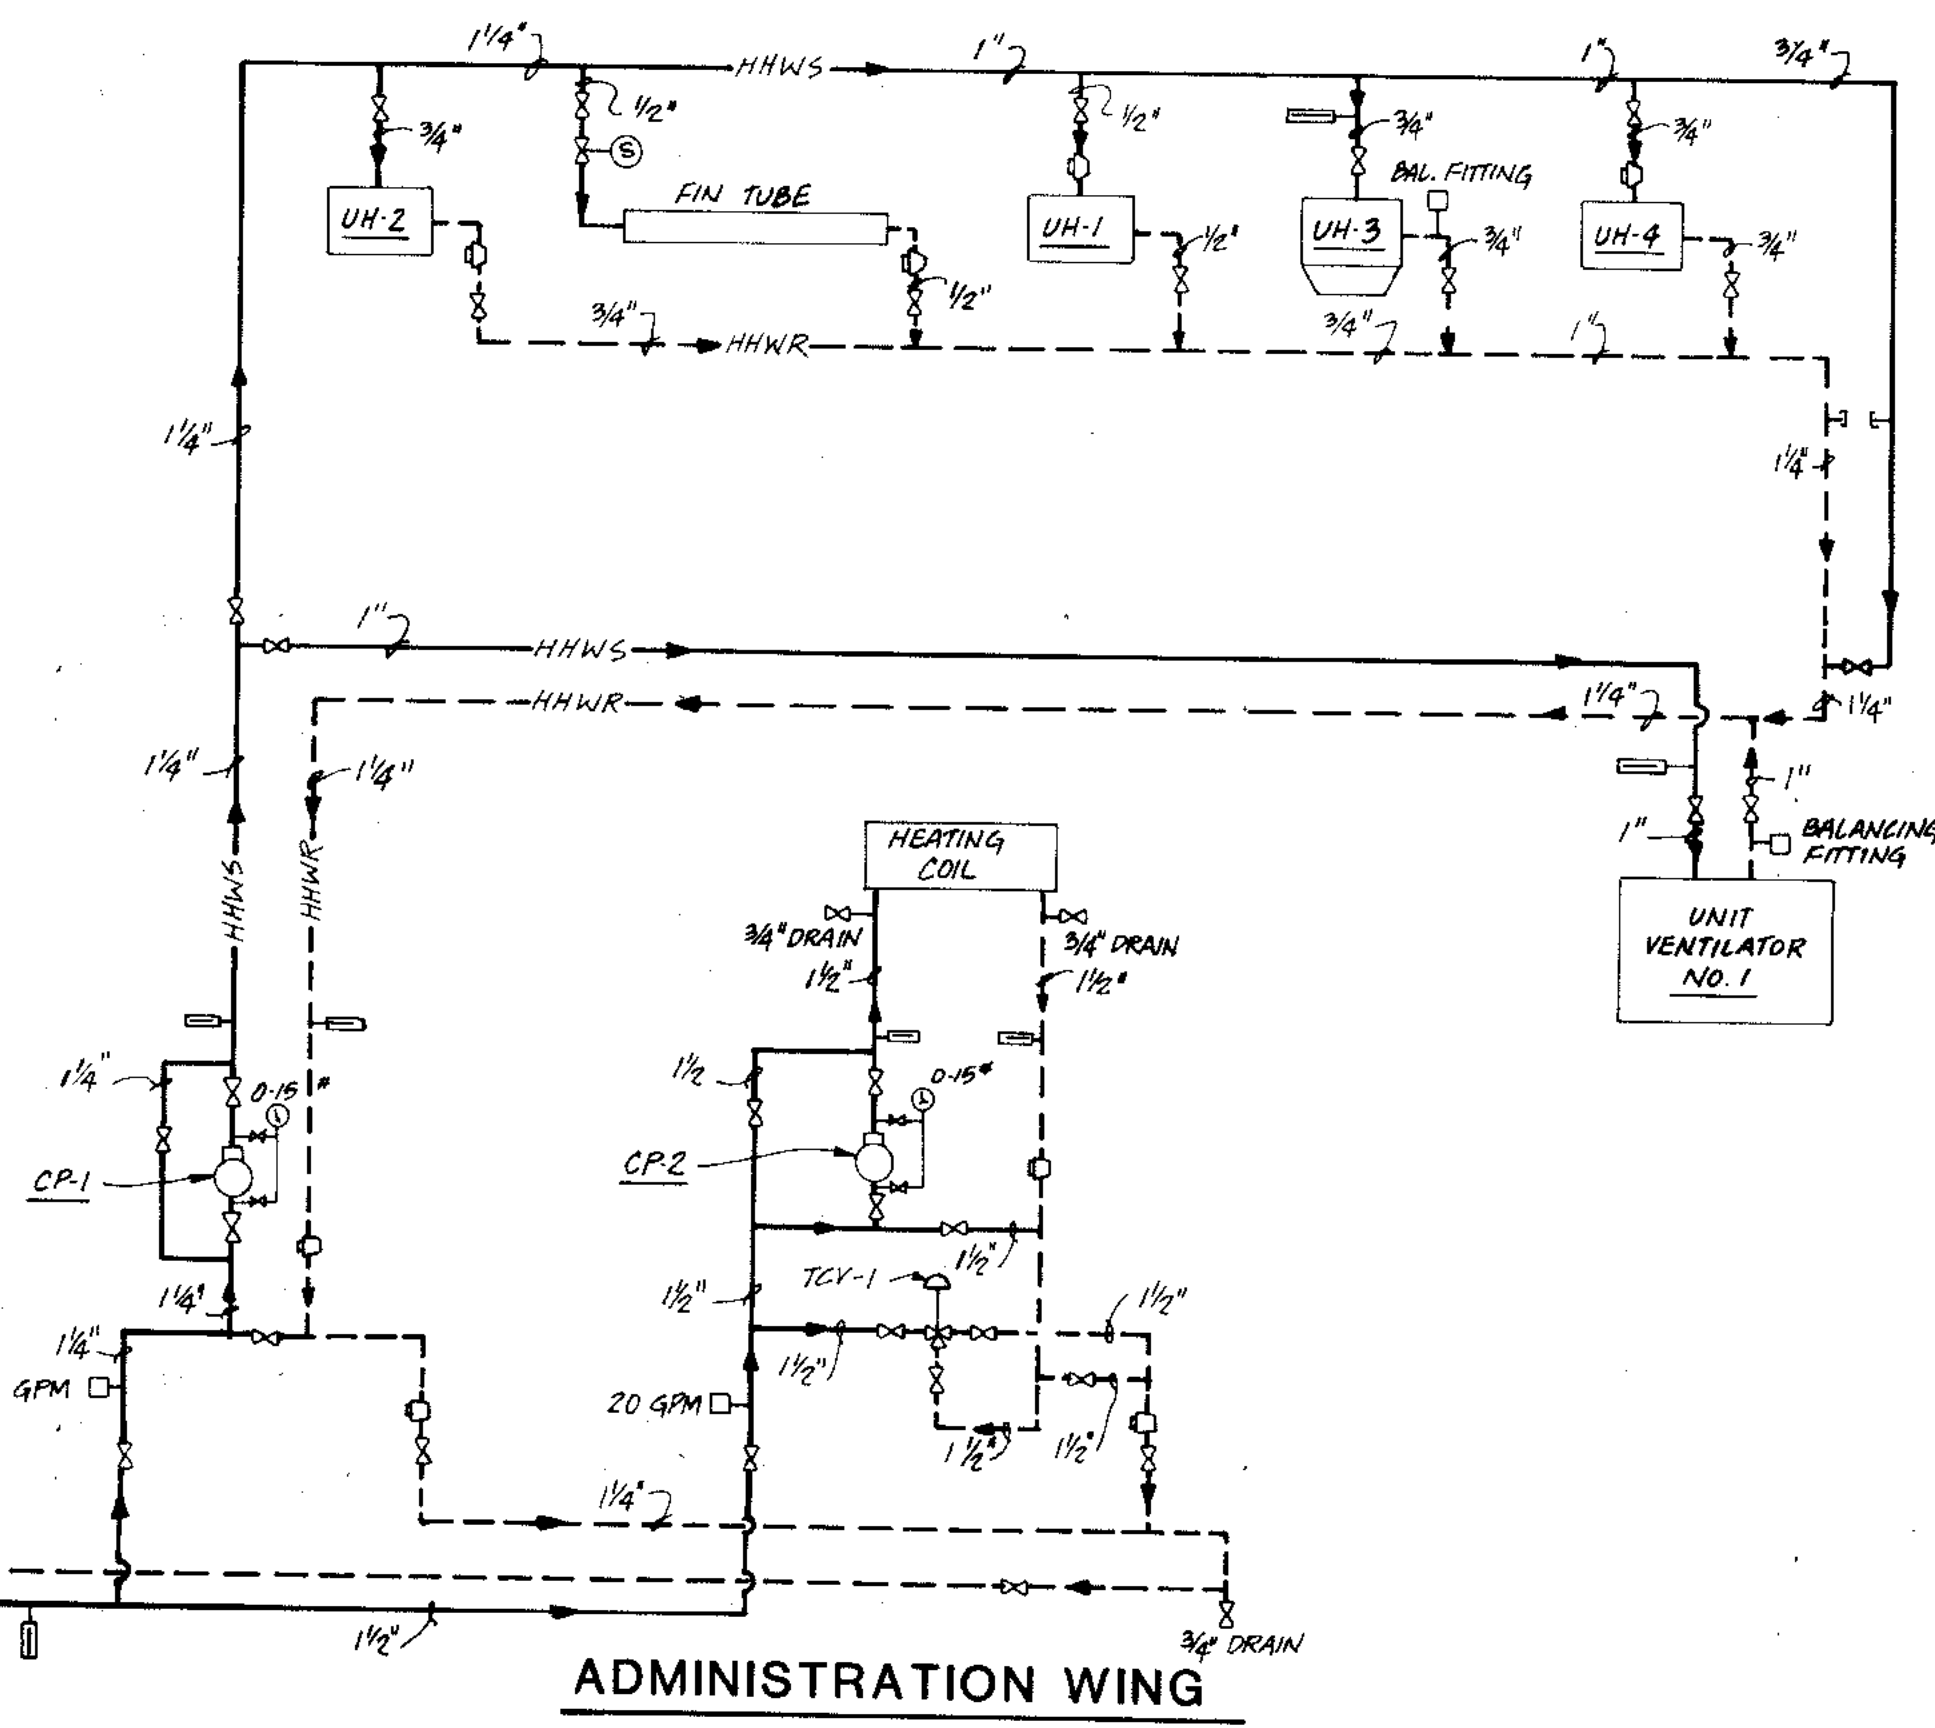 1¼"
HHWS
1"
1"
3/4"
3/4"
1/2"
S
1/2"
3/4"
3/4"
BAL. FITTING
UH-2
FIN TUBE
UH-1
UH-3
UH-4
1/2"
3/4"
3/4"
1/2"
3/4"
HHWR
3/4"
1"
1¼"
1¼"
1"
HHWS
HHWR
1¼"
1¼"
1¼"
1¼"
HHWS
HHWR
1"
1"
BALANCING
FITTING
HEATING
COIL
UNIT
VENTILATOR
NO. 1
3/4" DRAIN
3/4" DRAIN
1½"
1½"
1¼"
0-15#
1½
0-15#
CP-1
CP-2
1½"
1¼"
TCV-1
1½"
1½"
1¼"
1½"
GPM
20 GPM
1½"
1½"
1¼"
1½"
3/4" DRAIN
ADMINISTRATION WING